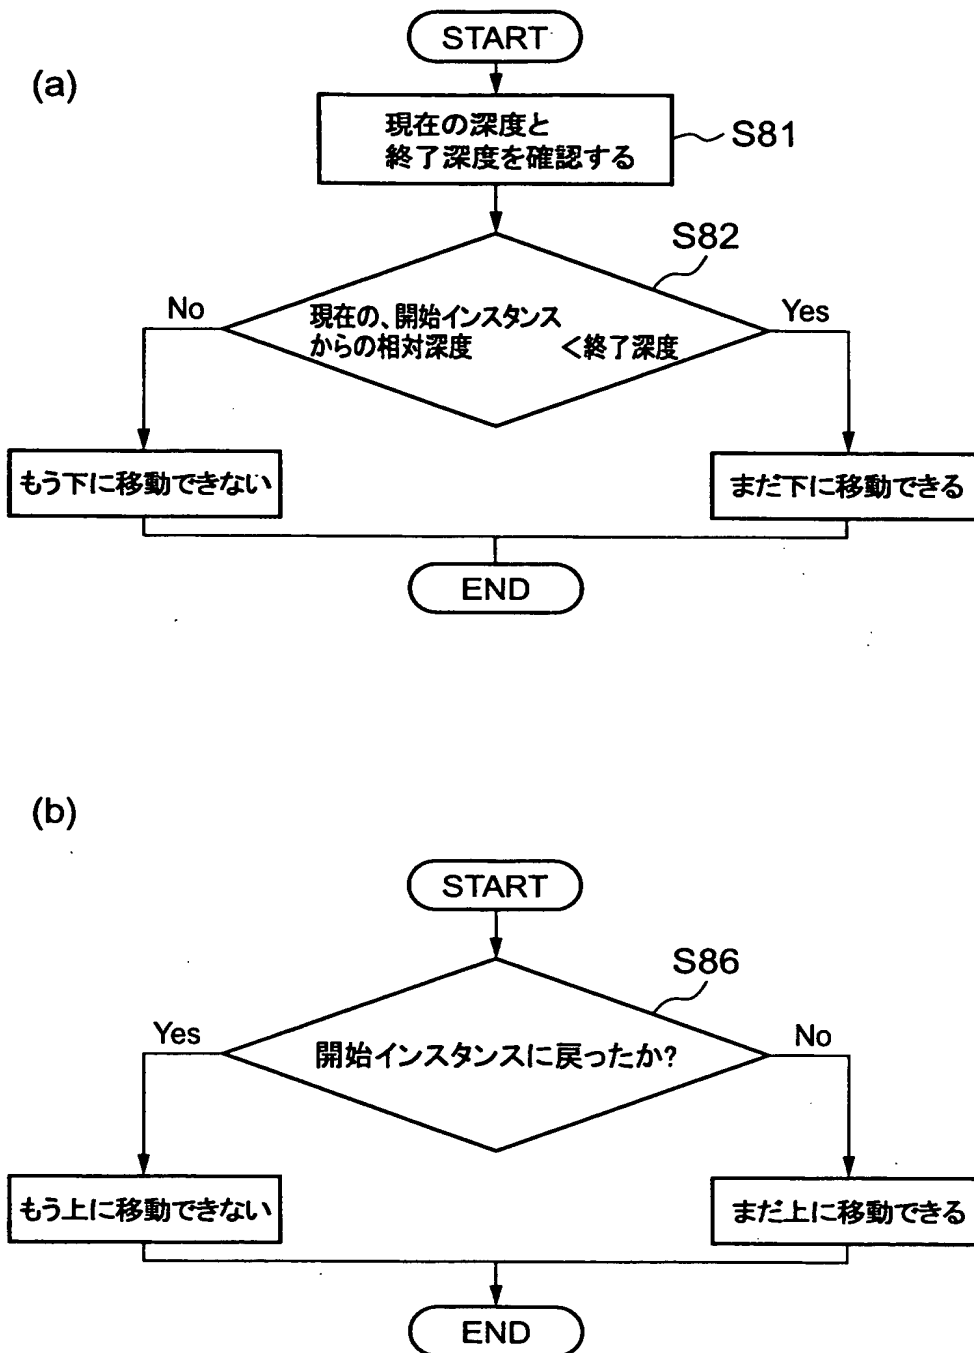 (a)
START
現在の深度と
終了深度を確認する
S81
S82
No
Yes
現在の、開始インスタンス
からの相対深度 <終了深度
もう下に移動できない
まだ下に移動できる
END
(b)
START
S86
Yes
No
開始インスタンスに戻ったか?
もう上に移動できない
まだ上に移動できる
END